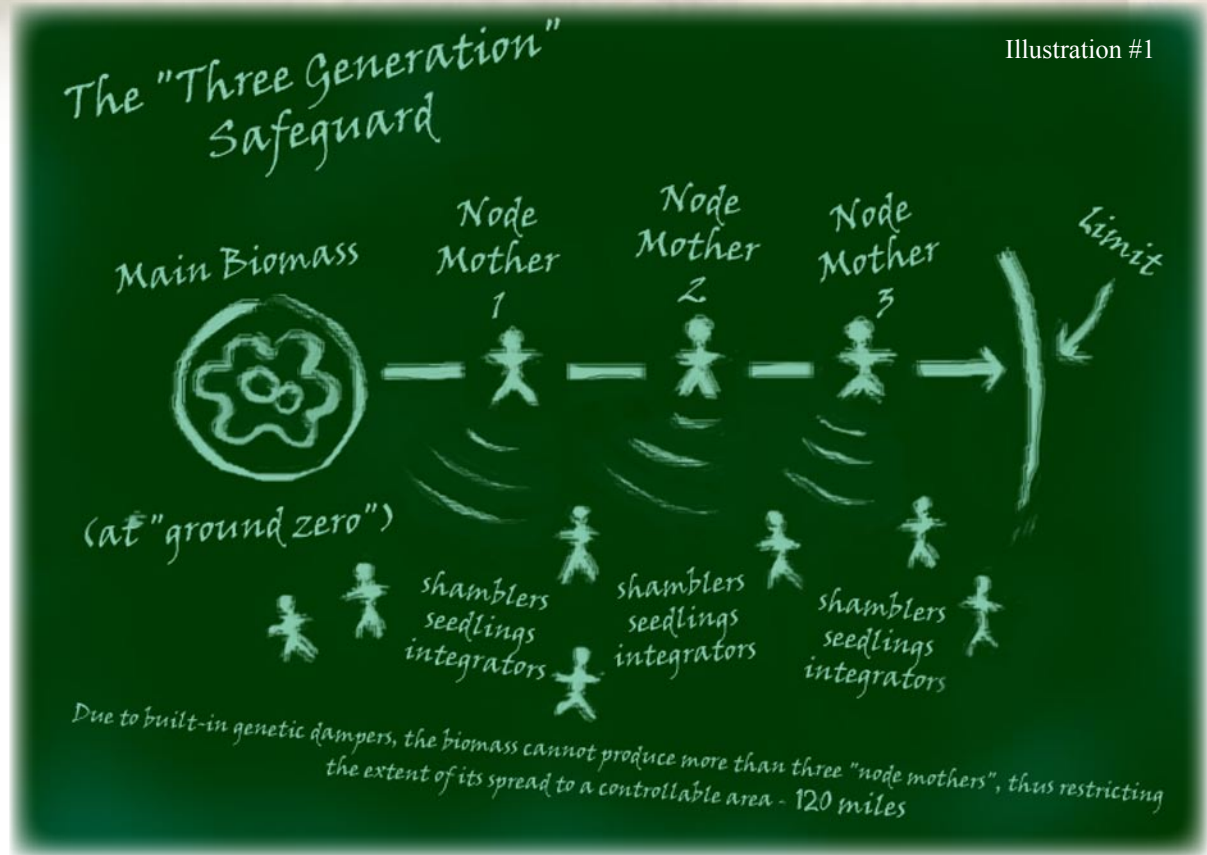 Illustration #1
The "Three Generation"
Safeguard
Main Biomass
(at "ground zero")
Node
Mother
1
Node
Mother
2
Node
Mother
3
Limit
shamblers
seedlings
integrators
shamblers
seedlings
integrators
shamblers
seedlings
integrators
Due to built-in genetic dampers, the biomass cannot produce more than three "node mothers", thus restricting
the extent of its spread to a controllable area - 120 miles